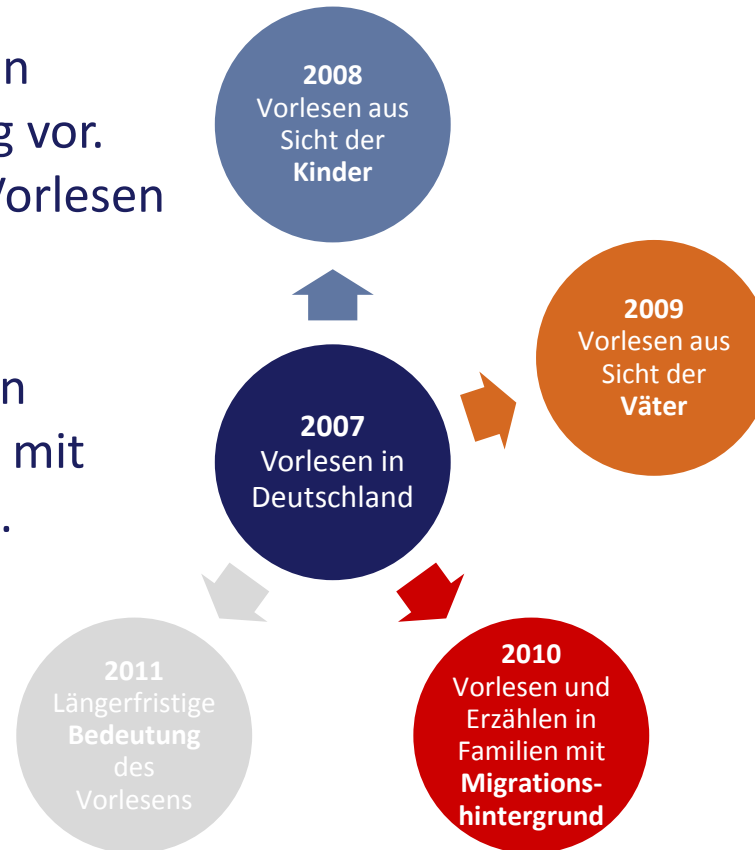 n
g vor.
Vorlesen
n
mit
.
2008
Vorlesen aus
Sicht der
Kinder
2009
Vorlesen aus
Sicht der
Väter
2007
Vorlesen in
Deutschland
2011
Längerfristige
Bedeutung
des
Vorlesens
2010
Vorlesen und
Erzählen in
Familien mit
Migrations-
hintergrund